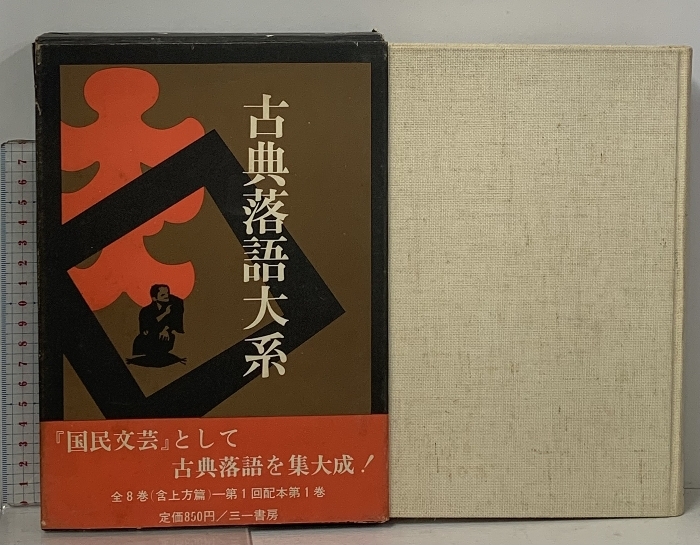 古典落語大系
『国民文芸』として
古典落語を集大成！
全8巻（含上方篇）―第1回配本第1巻
定価850円／三一書房